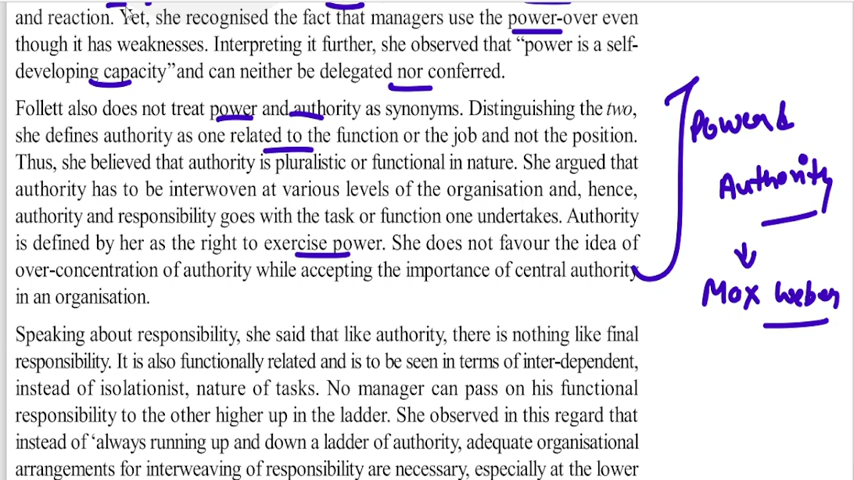 and reaction. Yet, she recognised the fact that managers use the power-over even
though it has weaknesses. Interpreting it further, she observed that “power is a self-
developing capacity”and can neither be delegated nor conferred.
Follett also does not treat power and authority as synonyms. Distinguishing the two,
she defines authority as one related to the function or the job and not the position.
Thus, she believed that authority is pluralistic or functional in nature. She argued that
authority has to be interwoven at various levels of the organisation and, hence,
authority and responsibility goes with the task or function one undertakes. Authority
is defined by her as the right to exercise power. She does not favour the idea of
over-concentration of authority while accepting the importance of central authority
in an organisation.
Speaking about responsibility, she said that like authority, there is nothing like final
responsibility. It is also functionally related and is to be seen in terms of inter-dependent,
instead of isolationist, nature of tasks. No manager can pass on his functional
responsibility to the other higher up in the ladder. She observed in this regard that
instead of ‘always running up and down a ladder of authority, adequate organisational
arrangements for interweaving of responsibility are necessary, especially at the lower
Power &
Authority
↓
Max Weber